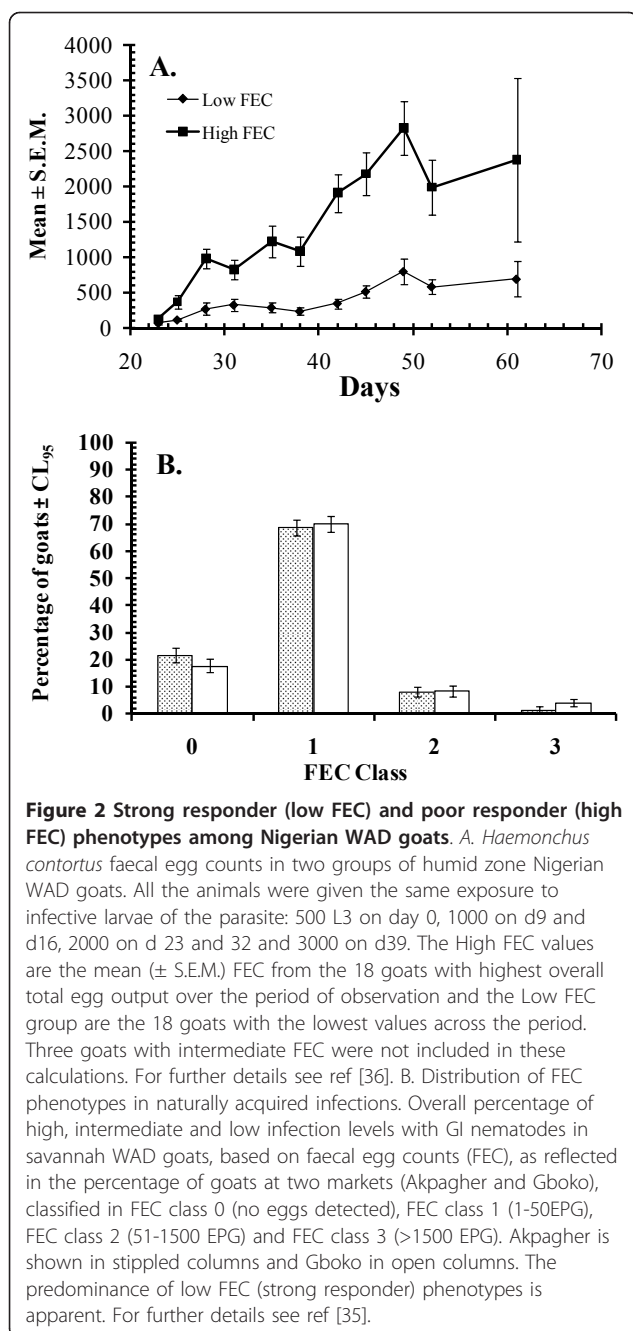 A.
4000
3500
3000
2500
2000
1500
1000
500
0
Mean ± S.E.M.
Low FEC
High FEC
20 30 40 50 60 70
Days
B.
100
90
80
70
60
50
40
30
20
10
0
Percentage of goats ± CL95
0 1 2 3
FEC Class
Figure 2 Strong responder (low FEC) and poor responder (high
FEC) phenotypes among Nigerian WAD goats. A. Haemonchus
contortus faecal egg counts in two groups of humid zone Nigerian
WAD goats. All the animals were given the same exposure to
infective larvae of the parasite: 500 L3 on day 0, 1000 on d9 and
d16, 2000 on d 23 and 32 and 3000 on d39. The High FEC values
are the mean (± S.E.M.) FEC from the 18 goats with highest overall
total egg output over the period of observation and the Low FEC
group are the 18 goats with the lowest values across the period.
Three goats with intermediate FEC were not included in these
calculations. For further details see ref [36]. B. Distribution of FEC
phenotypes in naturally acquired infections. Overall percentage of
high, intermediate and low infection levels with GI nematodes in
savannah WAD goats, based on faecal egg counts (FEC), as reflected
in the percentage of goats at two markets (Akpagher and Gboko),
classified in FEC class 0 (no eggs detected), FEC class 1 (1-50EPG),
FEC class 2 (51-1500 EPG) and FEC class 3 (>1500 EPG). Akpagher is
shown in stippled columns and Gboko in open columns. The
predominance of low FEC (strong responder) phenotypes is
apparent. For further details see ref [35].